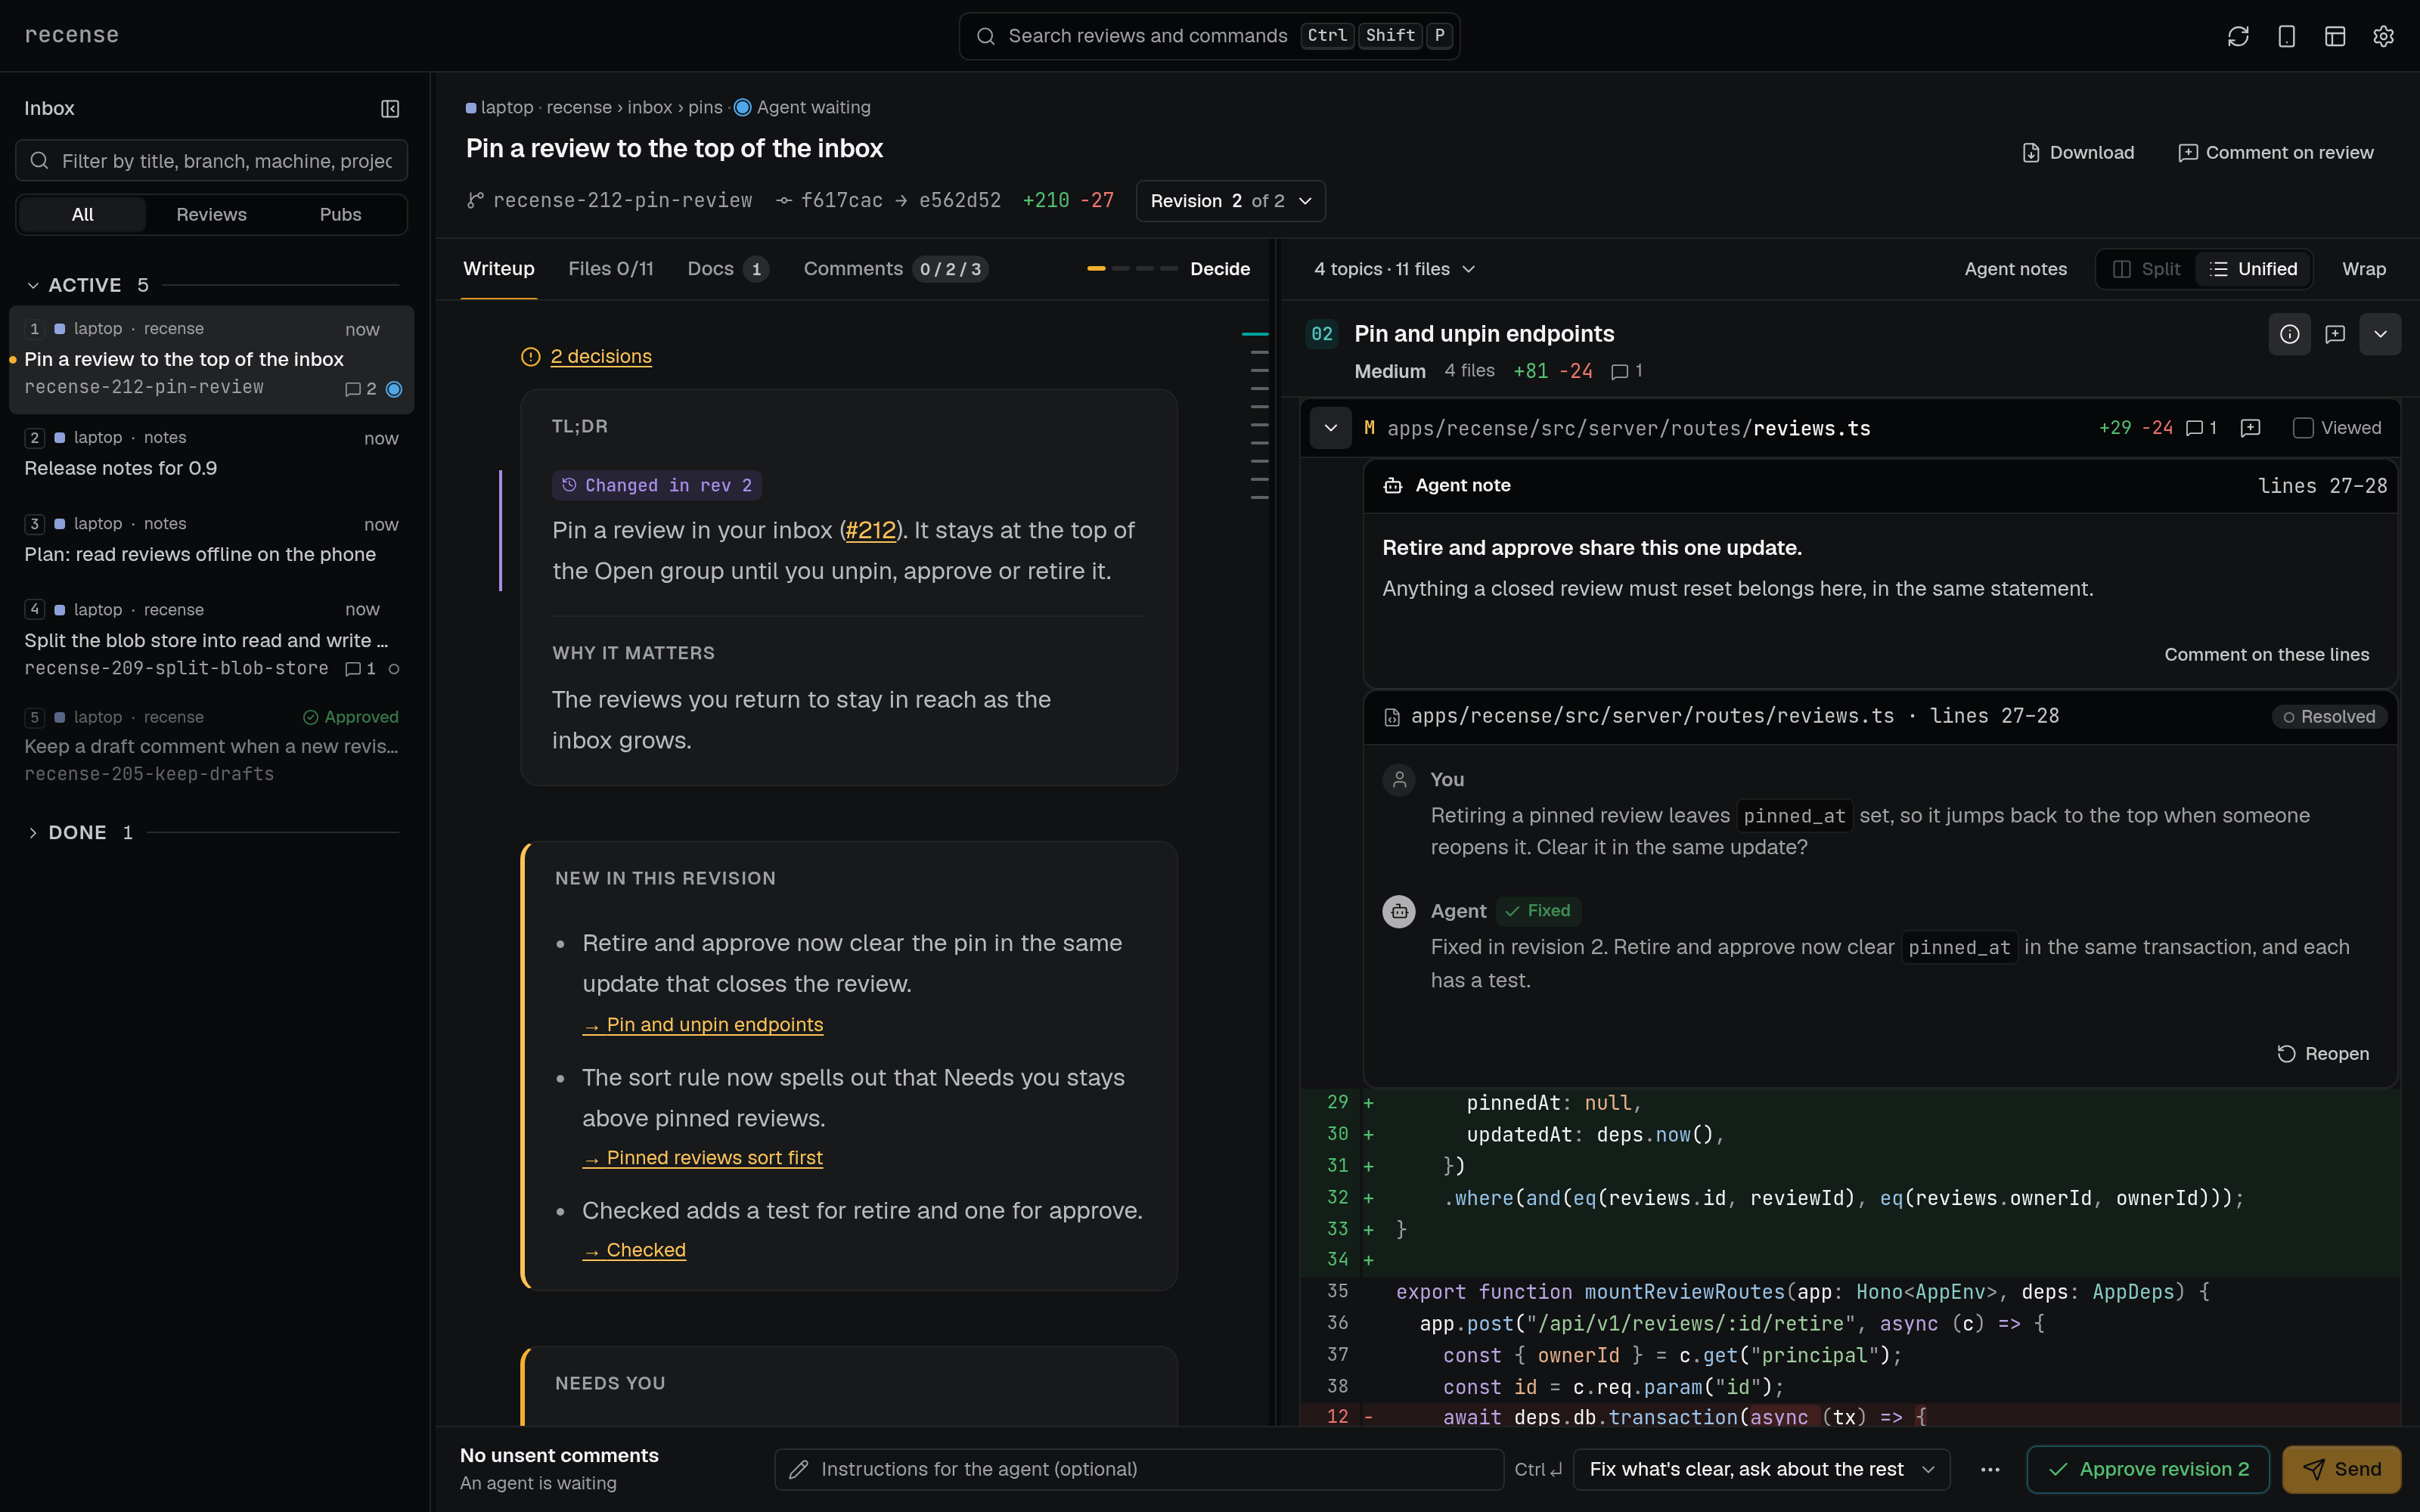 recense
Search reviews and commands Ctrl Shift P
Inbox
Filter by title, branch, machine, projec
All Reviews Pubs
ACTIVE 5
1 laptop · recense now
Pin a review to the top of the inbox
recense-212-pin-review 2
2 laptop · notes now
Release notes for 0.9
3 laptop · notes now
Plan: read reviews offline on the phone
4 laptop · recense now
Split the blob store into read and write ...
recense-209-split-blob-store 1
5 laptop · recense Approved
Keep a draft comment when a new revis...
recense-205-keep-drafts
DONE 1
laptop · recense › inbox › pins · Agent waiting
Pin a review to the top of the inbox
recense-212-pin-review f617cac → e562d52 +210 -27 Revision 2 of 2
Download Comment on review
Writeup Files 0/11 Docs 1 Comments 0 / 2 / 3 Decide
2 decisions
TL;DR
Changed in rev 2
Pin a review in your inbox (#212). It stays at the top of
the Open group until you unpin, approve or retire it.
WHY IT MATTERS
The reviews you return to stay in reach as the
inbox grows.
NEW IN THIS REVISION
• Retire and approve now clear the pin in the same
update that closes the review.
→ Pin and unpin endpoints
• The sort rule now spells out that Needs you stays
above pinned reviews.
→ Pinned reviews sort first
• Checked adds a test for retire and one for approve.
→ Checked
NEEDS YOU
4 topics · 11 files Agent notes Split Unified Wrap
02 Pin and unpin endpoints
Medium 4 files +81 -24 1
M apps/recense/src/server/routes/reviews.ts +29 -24 1 Viewed
Agent note lines 27–28
Retire and approve share this one update.
Anything a closed review must reset belongs here, in the same statement.
Comment on these lines
apps/recense/src/server/routes/reviews.ts · lines 27–28 Resolved
You
Retiring a pinned review leaves pinned_at set, so it jumps back to the top when someone
reopens it. Clear it in the same update?
Agent Fixed
Fixed in revision 2. Retire and approve now clear pinned_at in the same transaction, and each
has a test.
Reopen
29 + pinnedAt: null,
30 + updatedAt: deps.now(),
31 + })
32 + .where(and(eq(reviews.id, reviewId), eq(reviews.ownerId, ownerId)));
33 + }
34 +
35 export function mountReviewRoutes(app: Hono<AppEnv>, deps: AppDeps) {
36 app.post("/api/v1/reviews/:id/retire", async (c) => {
37 const { ownerId } = c.get("principal");
38 const id = c.req.param("id");
12 - await deps.db.transaction(async (tx) => {
No unsent comments
An agent is waiting
Instructions for the agent (optional) Ctrl Fix what's clear, ask about the rest ··· Approve revision 2 Send